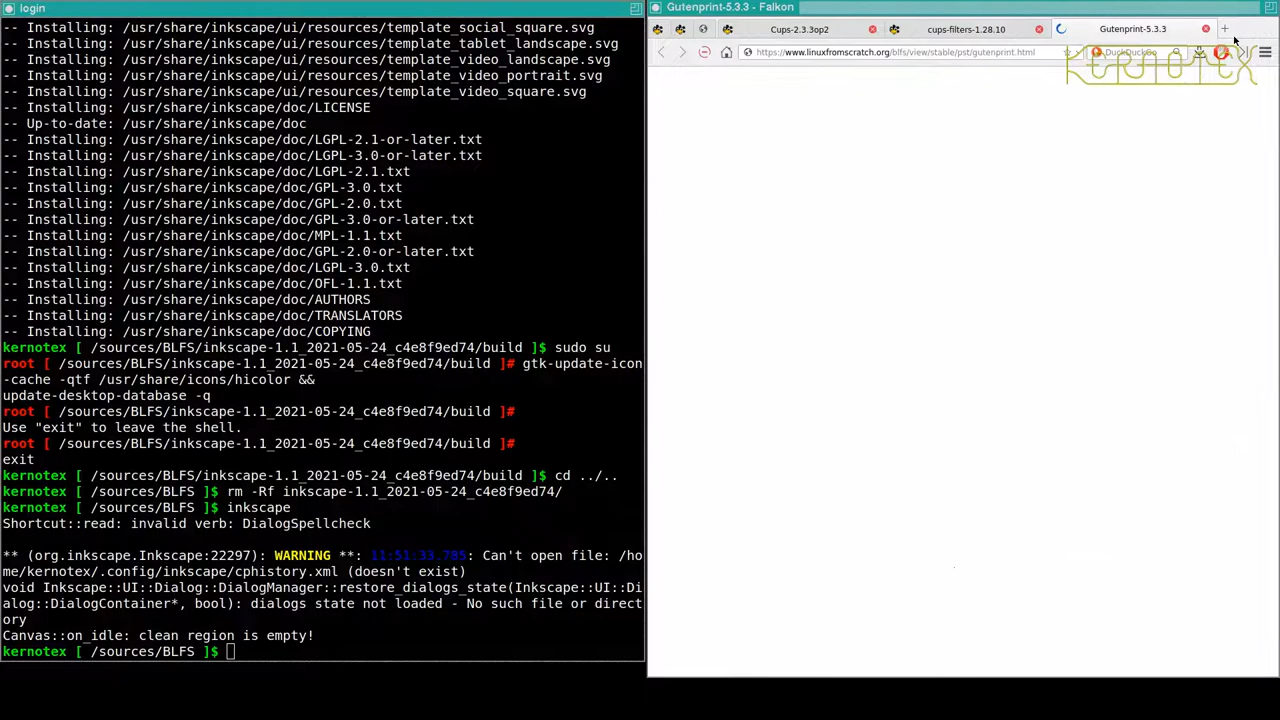 login
-- Installing: /usr/share/inkscape/ui/resources/template_social_square.svg
-- Installing: /usr/share/inkscape/ui/resources/template_tablet_landscape.svg
-- Installing: /usr/share/inkscape/ui/resources/template_video_landscape.svg
-- Installing: /usr/share/inkscape/ui/resources/template_video_portrait.svg
-- Installing: /usr/share/inkscape/ui/resources/template_video_square.svg
-- Installing: /usr/share/inkscape/doc/LICENSE
-- Up-to-date: /usr/share/inkscape/doc
-- Installing: /usr/share/inkscape/doc/LGPL-2.1-or-later.txt
-- Installing: /usr/share/inkscape/doc/LGPL-3.0-or-later.txt
-- Installing: /usr/share/inkscape/doc/LGPL-2.1.txt
-- Installing: /usr/share/inkscape/doc/GPL-3.0.txt
-- Installing: /usr/share/inkscape/doc/GPL-2.0.txt
-- Installing: /usr/share/inkscape/doc/GPL-3.0-or-later.txt
-- Installing: /usr/share/inkscape/doc/MPL-1.1.txt
-- Installing: /usr/share/inkscape/doc/GPL-2.0-or-later.txt
-- Installing: /usr/share/inkscape/doc/LGPL-3.0.txt
-- Installing: /usr/share/inkscape/doc/OFL-1.1.txt
-- Installing: /usr/share/inkscape/doc/AUTHORS
-- Installing: /usr/share/inkscape/doc/TRANSLATORS
-- Installing: /usr/share/inkscape/doc/COPYING
kernotex [ /sources/BLFS/inkscape-1.1_2021-05-24_c4e8f9ed74/build ]$ sudo su
root [ /sources/BLFS/inkscape-1.1_2021-05-24_c4e8f9ed74/build ]# gtk-update-icon
-cache -qtf /usr/share/icons/hicolor &&
update-desktop-database -q
root [ /sources/BLFS/inkscape-1.1_2021-05-24_c4e8f9ed74/build ]#
Use "exit" to leave the shell.
root [ /sources/BLFS/inkscape-1.1_2021-05-24_c4e8f9ed74/build ]#
exit
kernotex [ /sources/BLFS/inkscape-1.1_2021-05-24_c4e8f9ed74/build ]$ cd ../..
kernotex [ /sources/BLFS ]$ rm -Rf inkscape-1.1_2021-05-24_c4e8f9ed74/
kernotex [ /sources/BLFS ]$ inkscape
Shortcut::read: invalid verb: DialogSpellcheck
** (org.inkscape.Inkscape:22297): WARNING **: 11:51:33.785: Can't open file: /ho
me/kernotex/.config/inkscape/cphistory.xml (doesn't exist)
void Inkscape::UI::Dialog::DialogManager::restore_dialogs_state(Inkscape::UI::Di
alog::DialogContainer*, bool): dialogs state not loaded - No such file or direct
ory
Canvas::on_idle: clean region is empty!
kernotex [ /sources/BLFS ]$
Gutenprint-5.3.3 - Falkon
Cups-2.3.3op2
cups-filters-1.28.10
Gutenprint-5.3.3
https://www.linuxfromscratch.org/blfs/view/stable/pst/gutenprint.html
DuckDuckGo
KERNOTEX